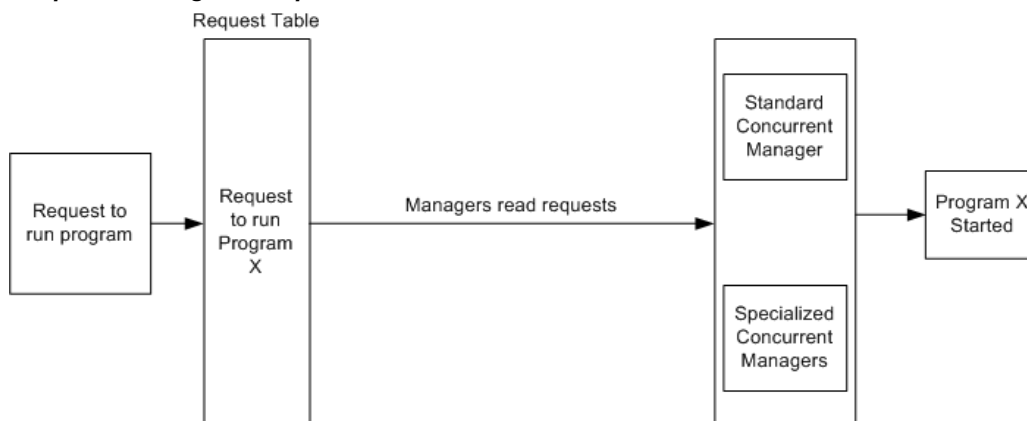 Request Table
Request to
run program
Request
to run
Program
X
Managers read requests
Standard
Concurrent
Manager
Specialized
Concurrent
Managers
Program X
Started